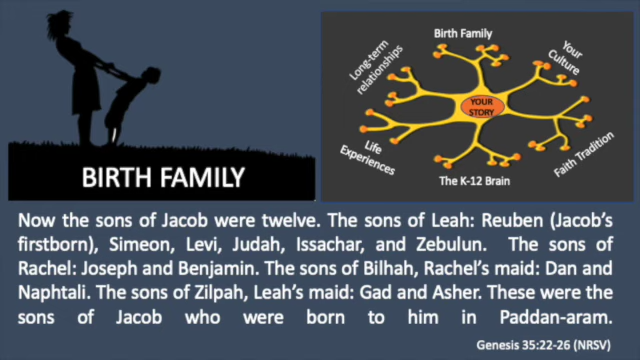 BIRTH FAMILY
Birth Family
Your
Culture
Faith Tradition
The K-12 Brain
Life
Experiences
Long-term
relationships
YOUR
STORY
Now the sons of Jacob were twelve. The sons of Leah: Reuben (Jacob's
firstborn), Simeon, Levi, Judah, Issachar, and Zebulun. The sons of
Rachel: Joseph and Benjamin. The sons of Bilhah, Rachel's maid: Dan and
Naphtali. The sons of Zilpah, Leah's maid: Gad and Asher. These were the
sons of Jacob who were born to him in Paddan-aram.
Genesis 35:22-26 (NRSV)